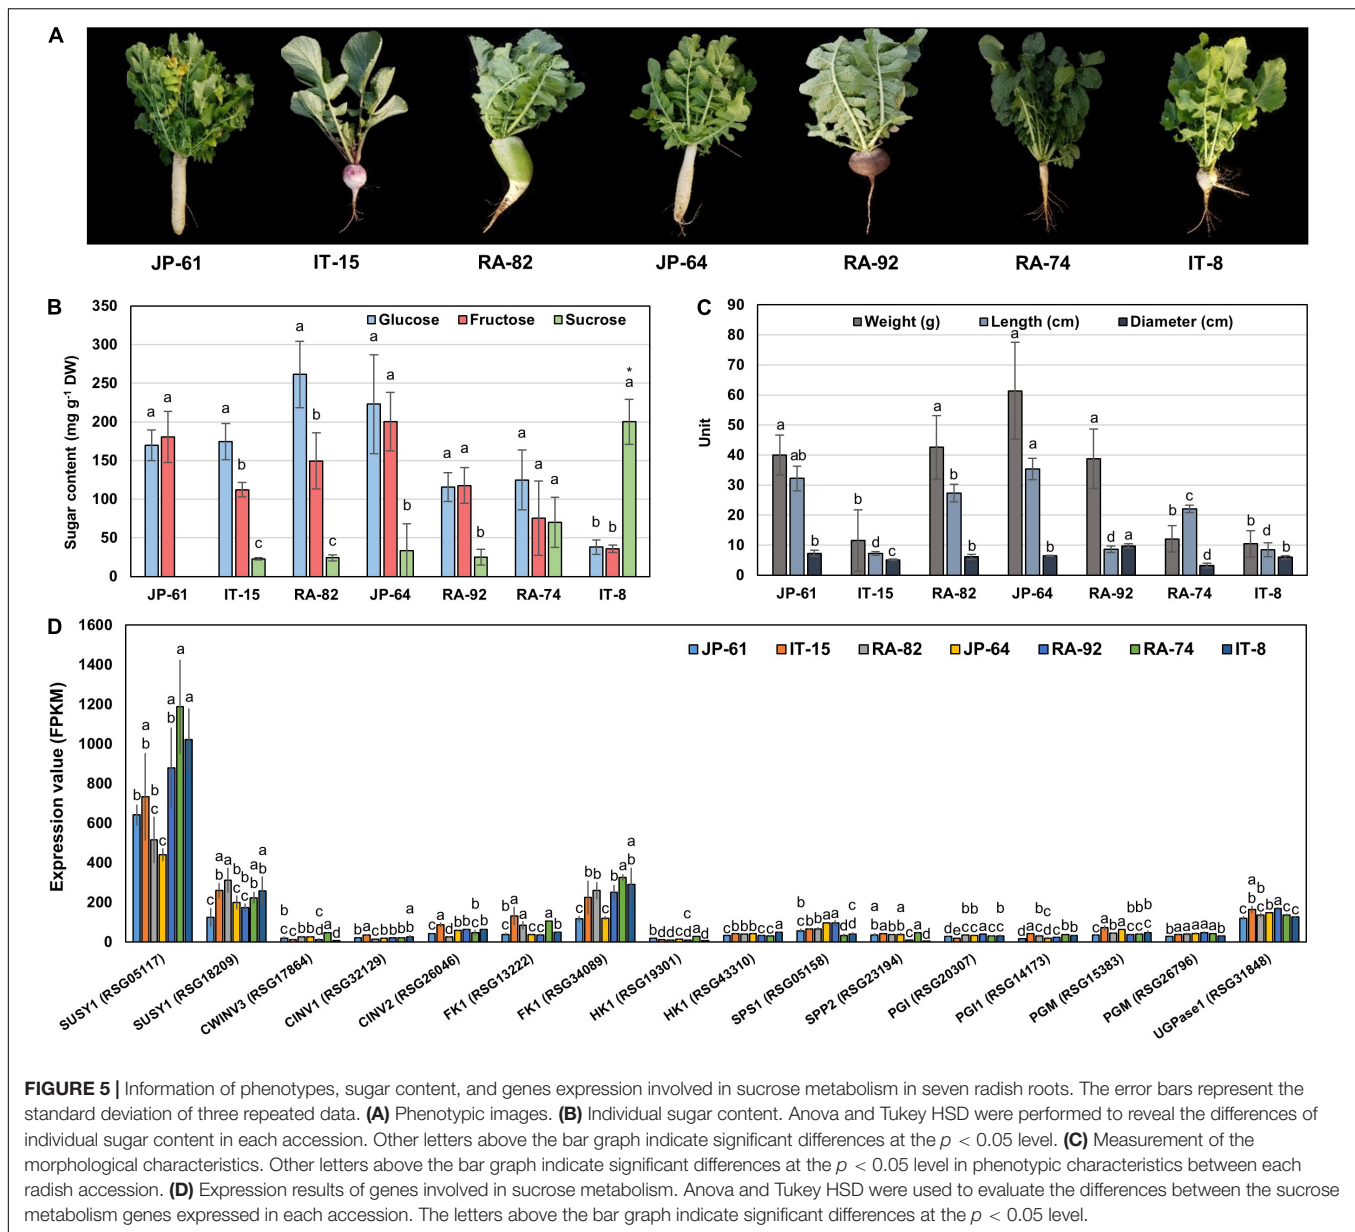 A
JP-61 IT-15 RA-82 JP-64 RA-92 RA-74 IT-8
B
Sugar content (mg g-1 DW)
350
300
250
200
150
100
50
0
Glucose Fructose Sucrose
a a
a b c
a b c
a a b
a a b
a a a
b b * a
JP-61 IT-15 RA-82 JP-64 RA-92 RA-74 IT-8
C
Unit
90
80
70
60
50
40
30
20
10
0
Weight (g) Length (cm) Diameter (cm)
a ab b
b d c
a b b
a a b
a d a
b c d
b d b
JP-61 IT-15 RA-82 JP-64 RA-92 RA-74 IT-8
D
Expression value (FPKM)
1600
1400
1200
1000
800
600
400
200
0
JP-61 IT-15 RA-82 JP-64 RA-92 RA-74 IT-8
SUSY1 (RSG05117)
SUSY1 (RSG18209)
CWINV3 (RSG17864)
CINV1 (RSG32129)
CINV2 (RSG26046)
FK1 (RSG13222)
FK1 (RSG34089)
HK1 (RSG19301)
HK1 (RSG43310)
SPS1 (RSG05158)
SPP2 (RSG23194)
PGI (RSG20307)
PGI1 (RSG14173)
PGM (RSG15383)
PGM (RSG26796)
UGPase1 (RSG31848)
FIGURE 5 | Information of phenotypes, sugar content, and genes expression involved in sucrose metabolism in seven radish roots. The error bars represent the
standard deviation of three repeated data. (A) Phenotypic images. (B) Individual sugar content. Anova and Tukey HSD were performed to reveal the differences of
individual sugar content in each accession. Other letters above the bar graph indicate significant differences at the p < 0.05 level. (C) Measurement of the
morphological characteristics. Other letters above the bar graph indicate significant differences at the p < 0.05 level in phenotypic characteristics between each
radish accession. (D) Expression results of genes involved in sucrose metabolism. Anova and Tukey HSD were used to evaluate the differences between the sucrose
metabolism genes expressed in each accession. The letters above the bar graph indicate significant differences at the p < 0.05 level.